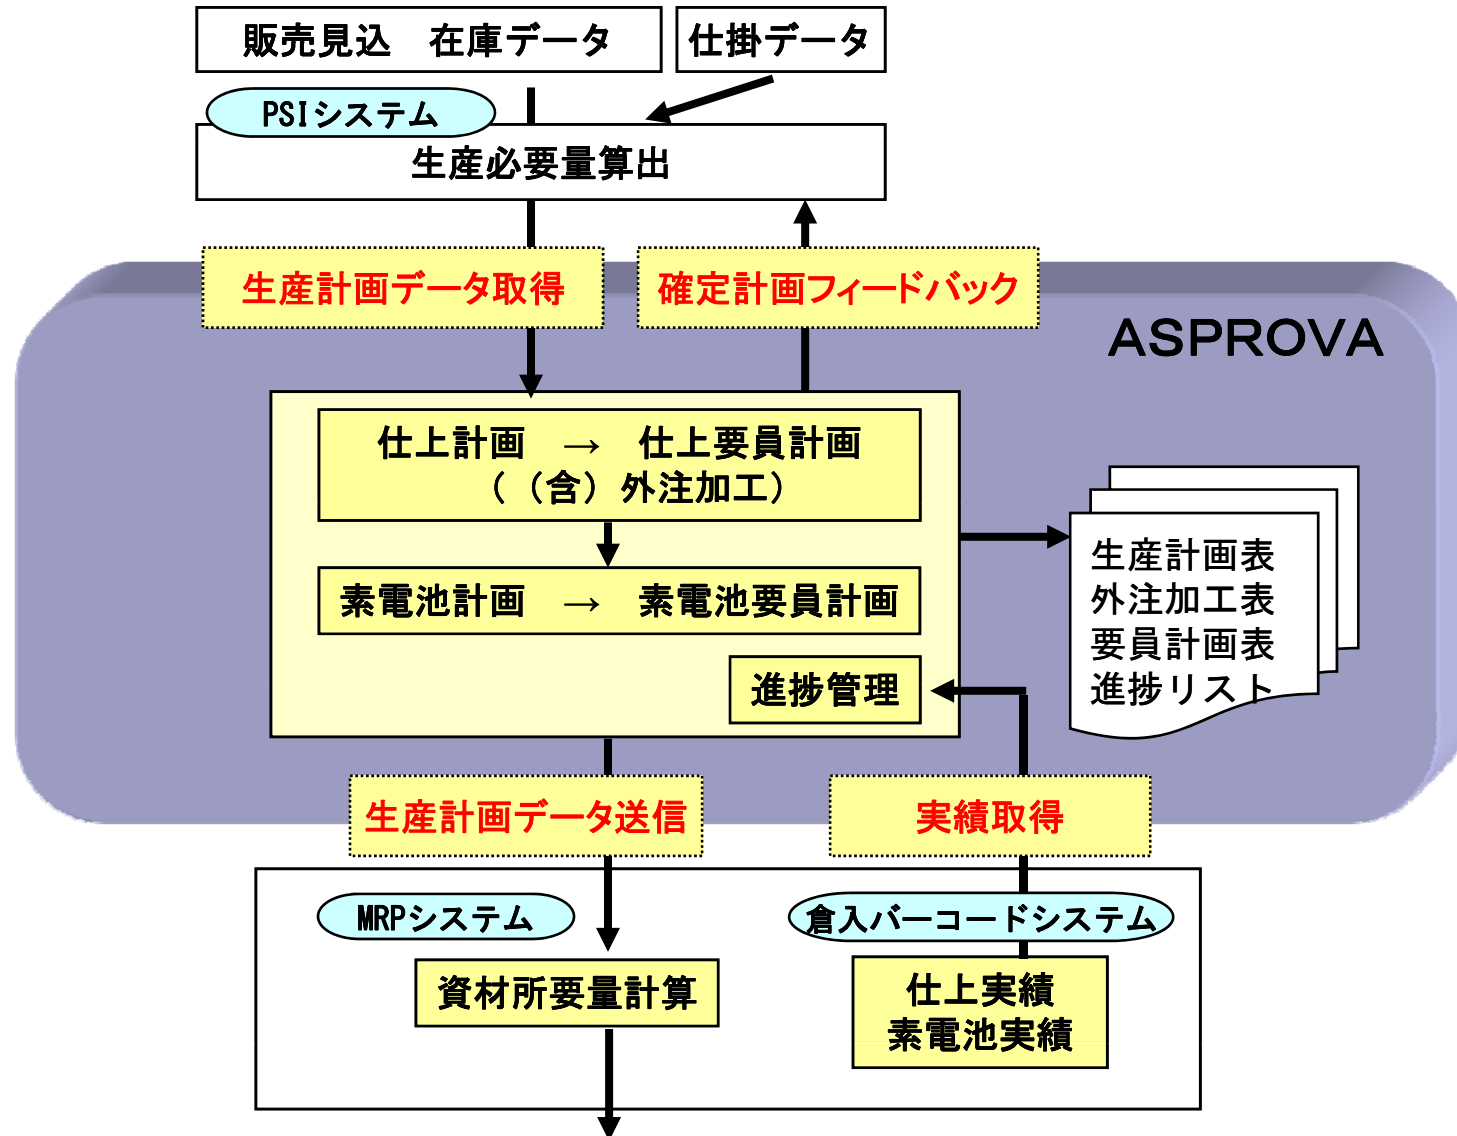 販売見込　在庫データ
仕掛データ
PSIシステム
生産必要量算出
生産計画データ取得
確定計画フィードバック
ASPROVA
仕上計画　→　仕上要員計画
（（含）外注加工）
素電池計画　→　素電池要員計画
進捗管理
生産計画表
外注加工表
要員計画表
進捗リスト
生産計画データ送信
実績取得
MRPシステム
倉入バーコードシステム
資材所要量計算
仕上実績
素電池実績